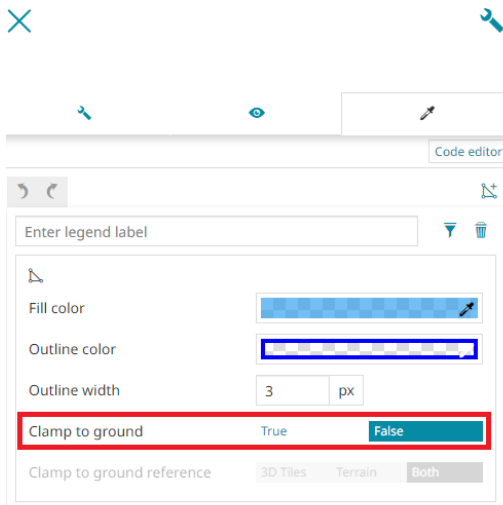 Code editor
Enter legend label
Fill color
Outline color
Outline width 3 px
Clamp to ground True False
Clamp to ground reference 3D Tiles Terrain Both